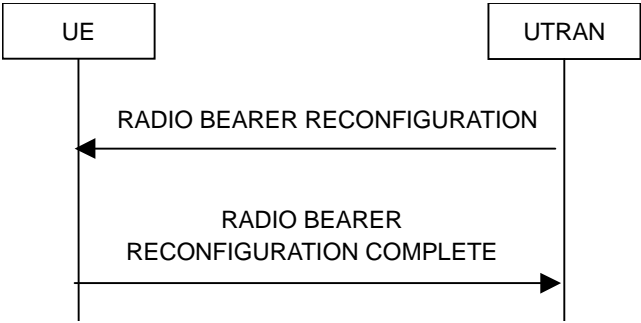 UE
UTRAN
RADIO BEARER RECONFIGURATION
RADIO BEARER
RECONFIGURATION COMPLETE